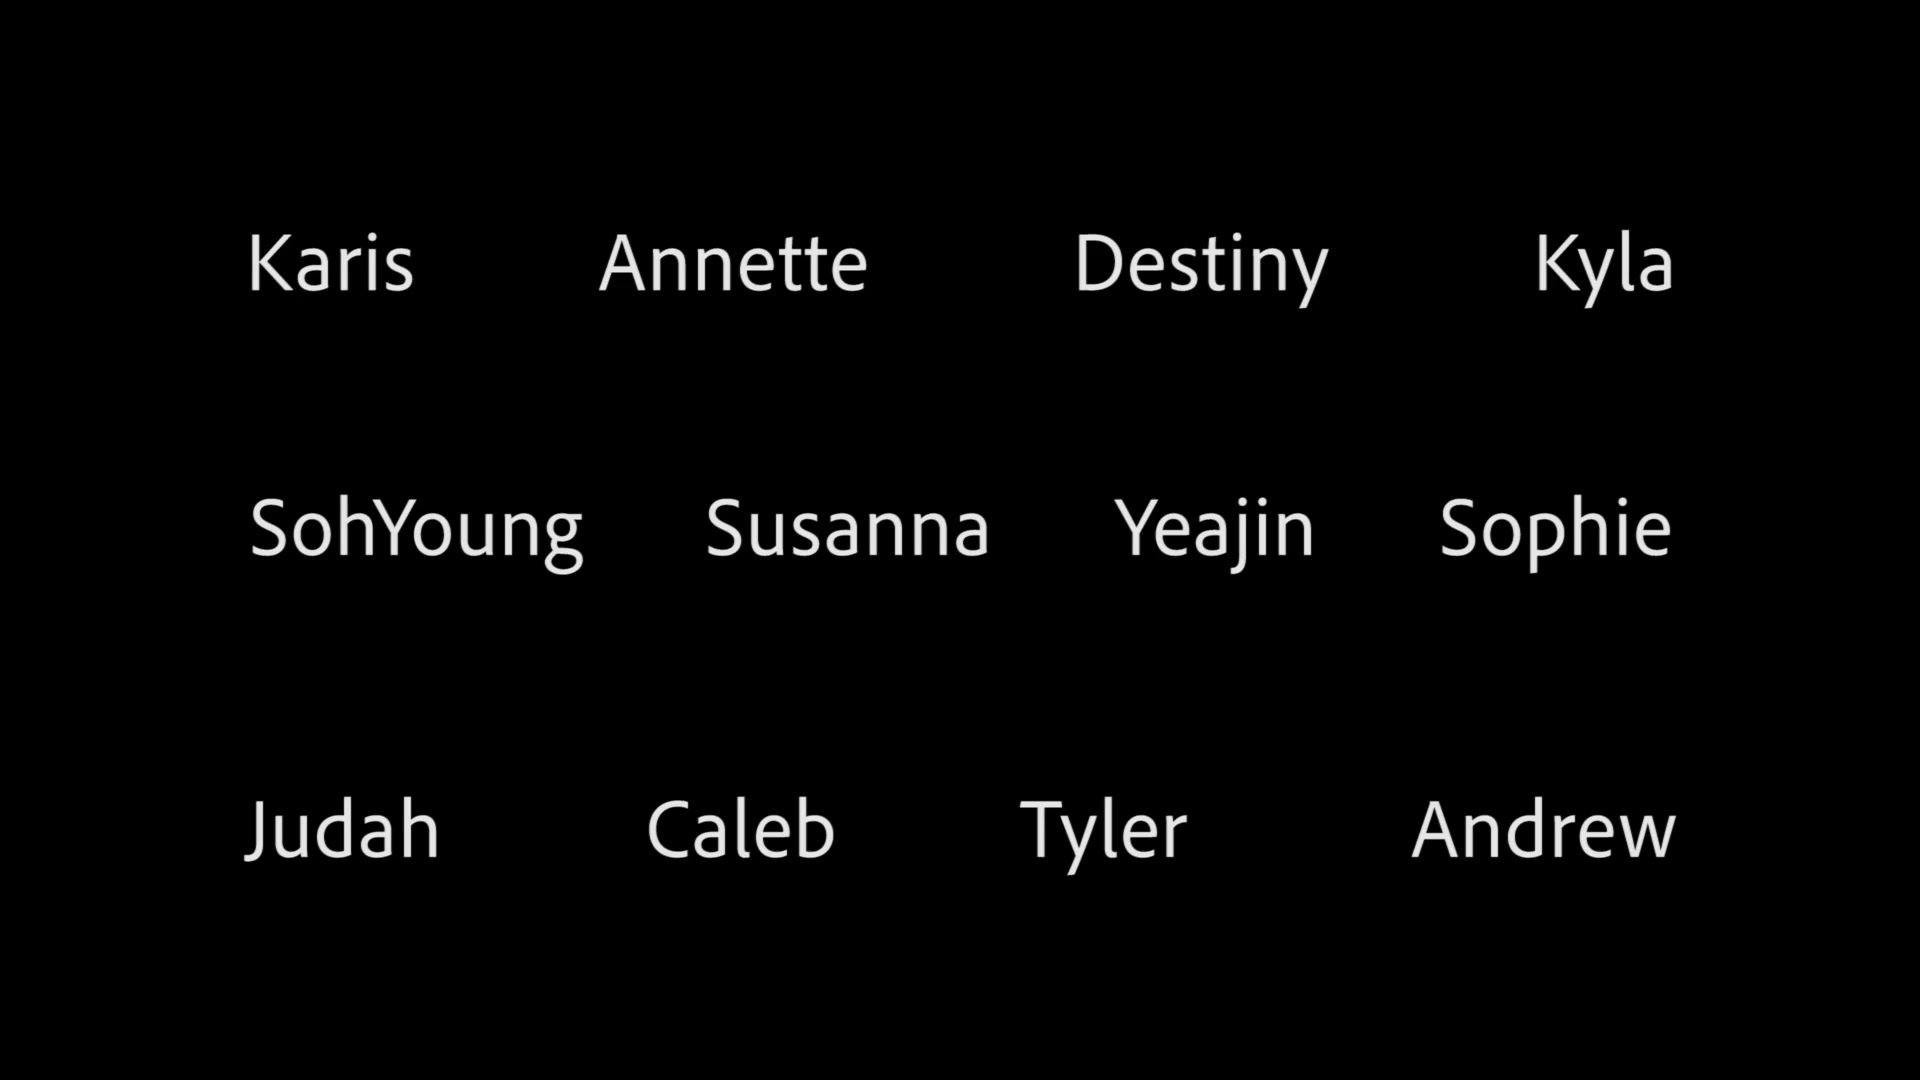 Karis Annette Destiny Kyla
SohYoung Susanna Yeajin Sophie
Judah Caleb Tyler Andrew